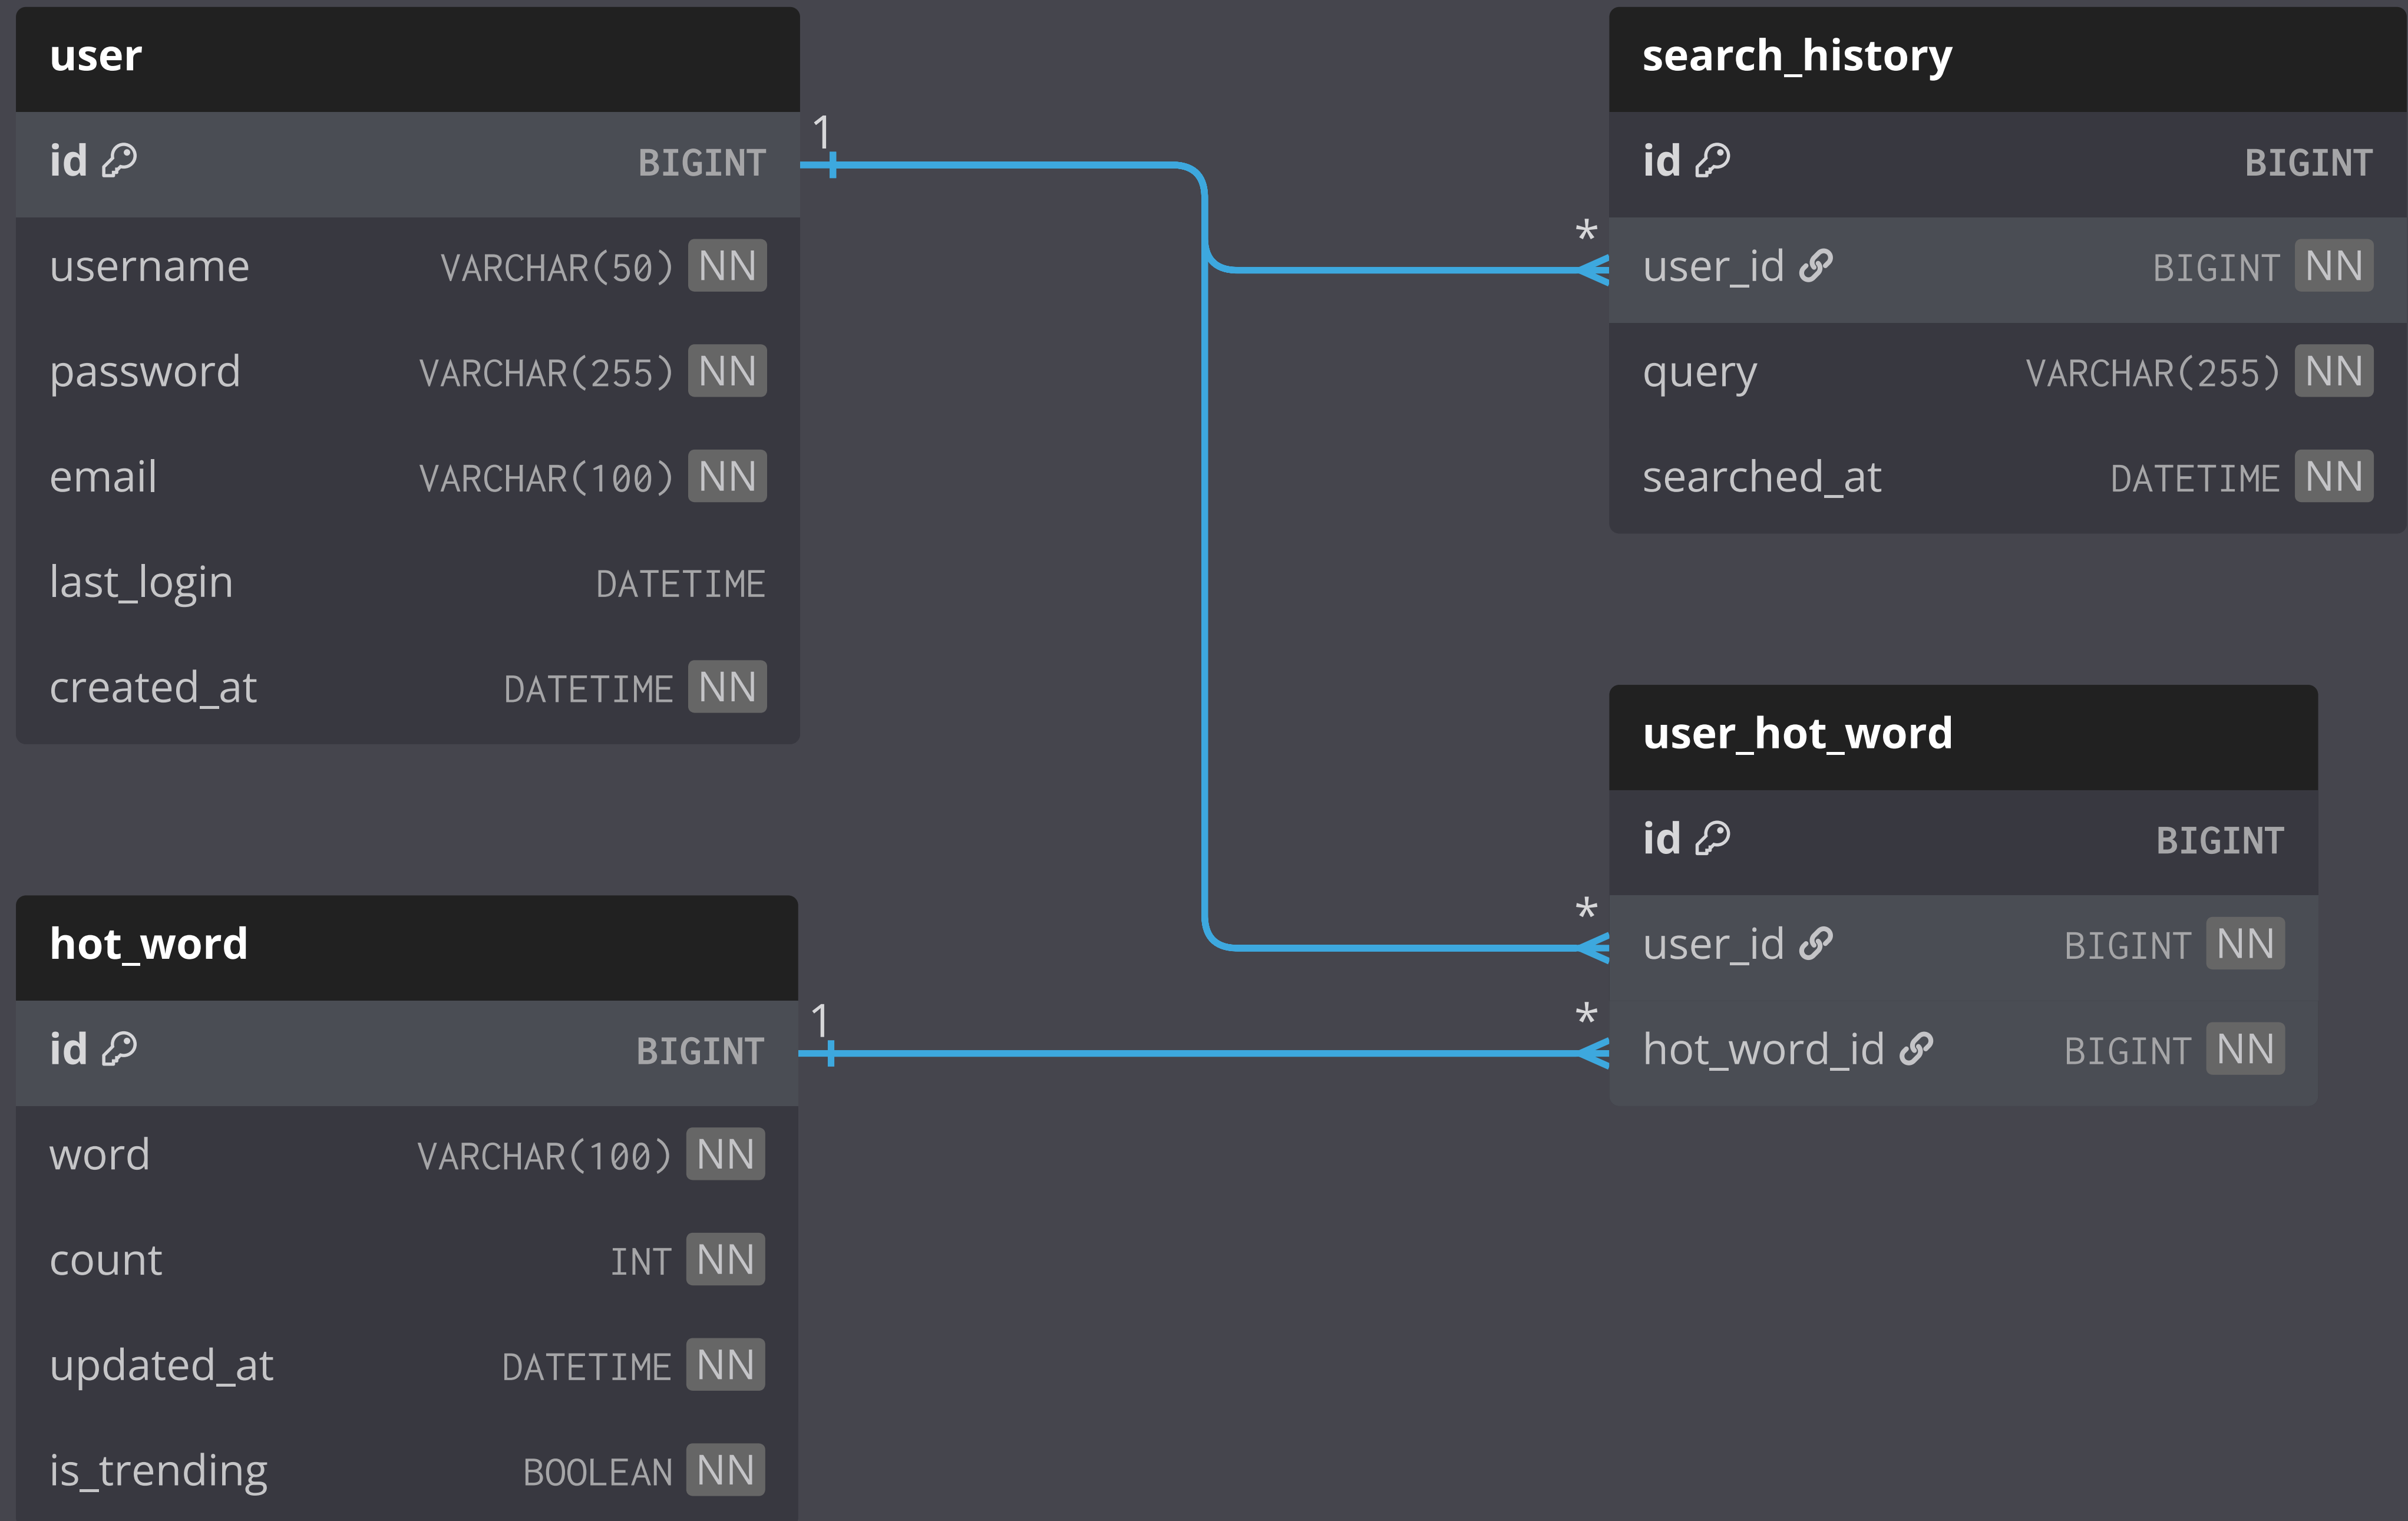 user
id BIGINT
username VARCHAR(50) NN
password VARCHAR(255) NN
email VARCHAR(100) NN
last_login DATETIME
created_at DATETIME NN
1
*
search_history
id BIGINT
user_id BIGINT NN
query VARCHAR(255) NN
searched_at DATETIME NN
*
user_hot_word
id BIGINT
user_id BIGINT NN
hot_word_id BIGINT NN
1
*
hot_word
id BIGINT
word VARCHAR(100) NN
count INT NN
updated_at DATETIME NN
is_trending BOOLEAN NN